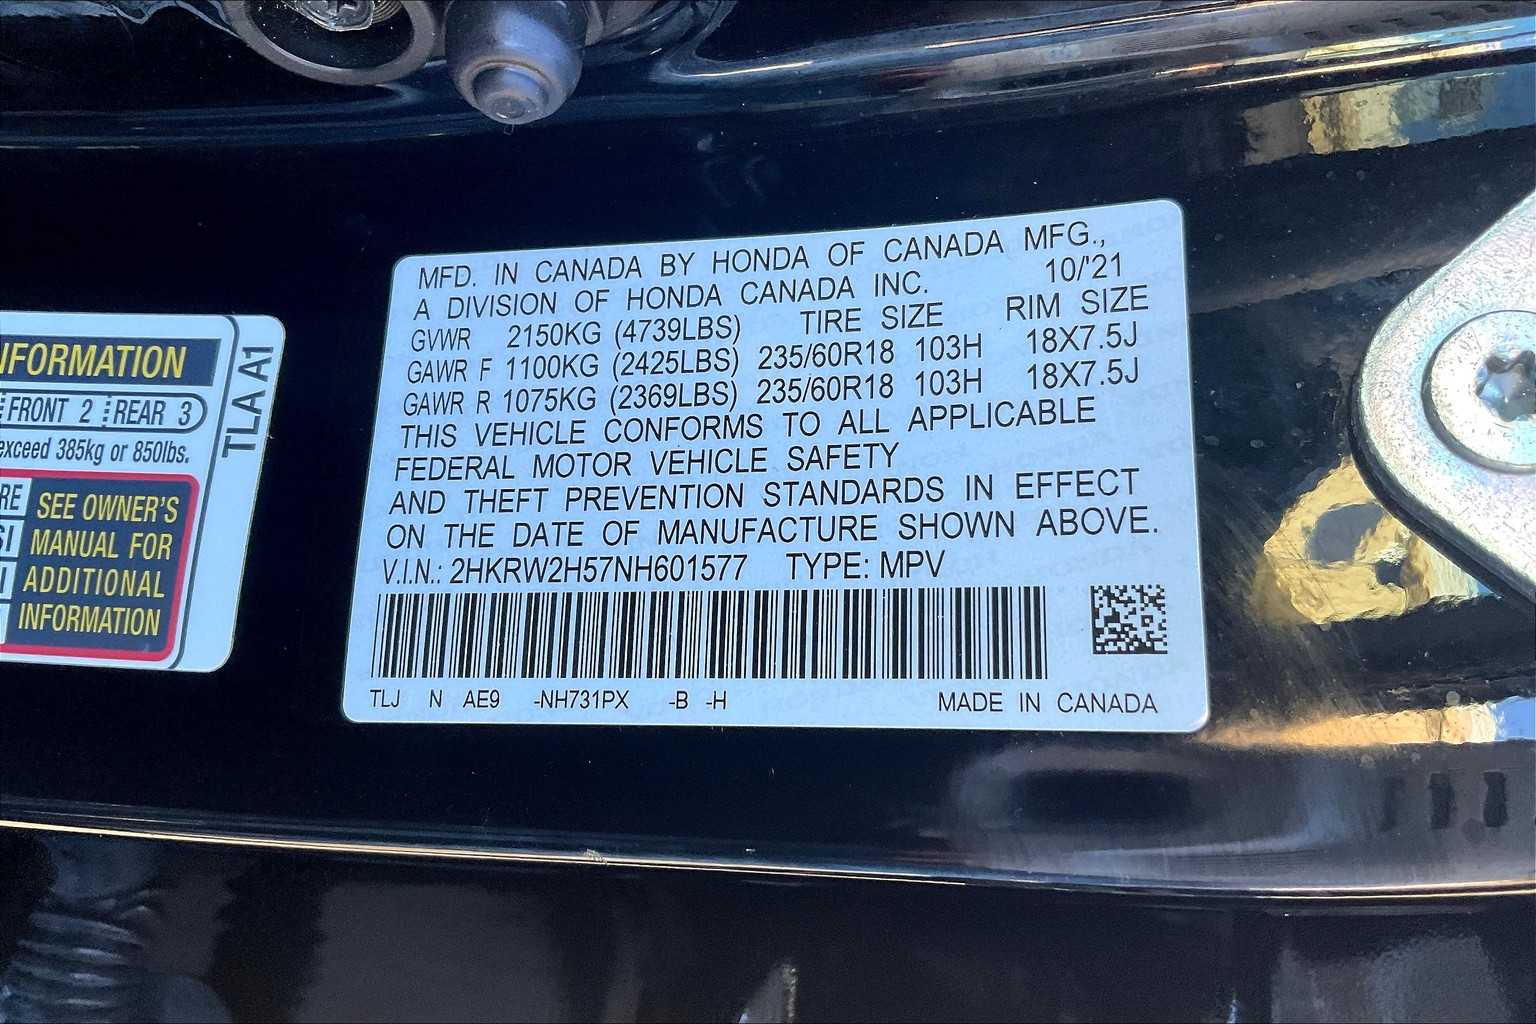 MFD. IN CANADA BY HONDA OF CANADA MFG.,
A DIVISION OF HONDA CANADA INC. 10/'21
GVWR 2150KG (4739LBS) TIRE SIZE RIM SIZE
GAWR F 1100KG (2425LBS) 235/60R18 103H 18X7.5J
GAWR R 1075KG (2369LBS) 235/60R18 103H 18X7.5J
THIS VEHICLE CONFORMS TO ALL APPLICABLE
FEDERAL MOTOR VEHICLE SAFETY
AND THEFT PREVENTION STANDARDS IN EFFECT
ON THE DATE OF MANUFACTURE SHOWN ABOVE.
V.I.N.: 2HKRW2H57NH601577 TYPE: MPV
TLJ N AE9 -NH731PX -B -H MADE IN CANADA
NFORMATION
FRONT 2 REAR 3
exceed 385kg or 850lbs.
SEE OWNER'S
MANUAL FOR
ADDITIONAL
INFORMATION
TLA A1